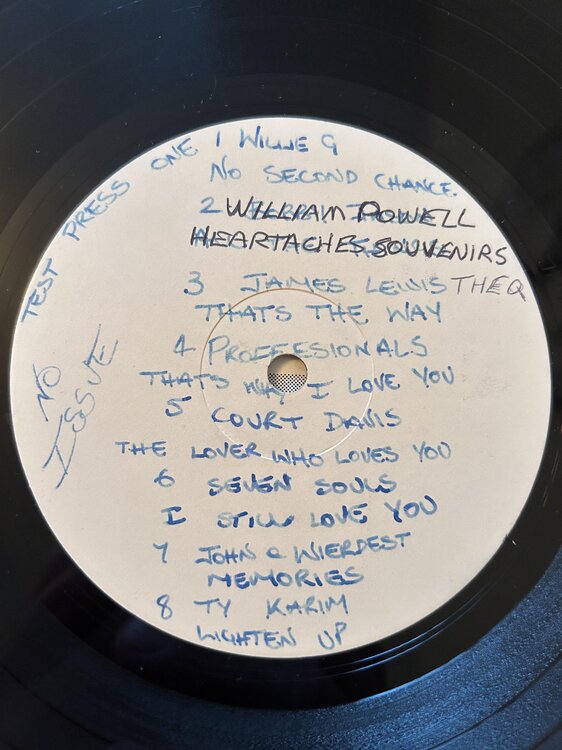 TEST PRESS ONE
NO
ISSUE
1 WILLIE G
NO SECOND CHANCE.
2 WILLIAM POWELL
HEARTACHES SOUVENIRS
3 JAMES LEWIS THE Q
THATS THE WAY
4 PROFFESIONALS
THATS WHY I LOVE YOU
5 COURT DAVIS
THE LOVER WHO LOVES YOU
6 SEVEN SOULS
I STILL LOVE YOU
7 JOHN E WIERDEST
MEMORIES
8 TY KARIM
LIGHTEN UP